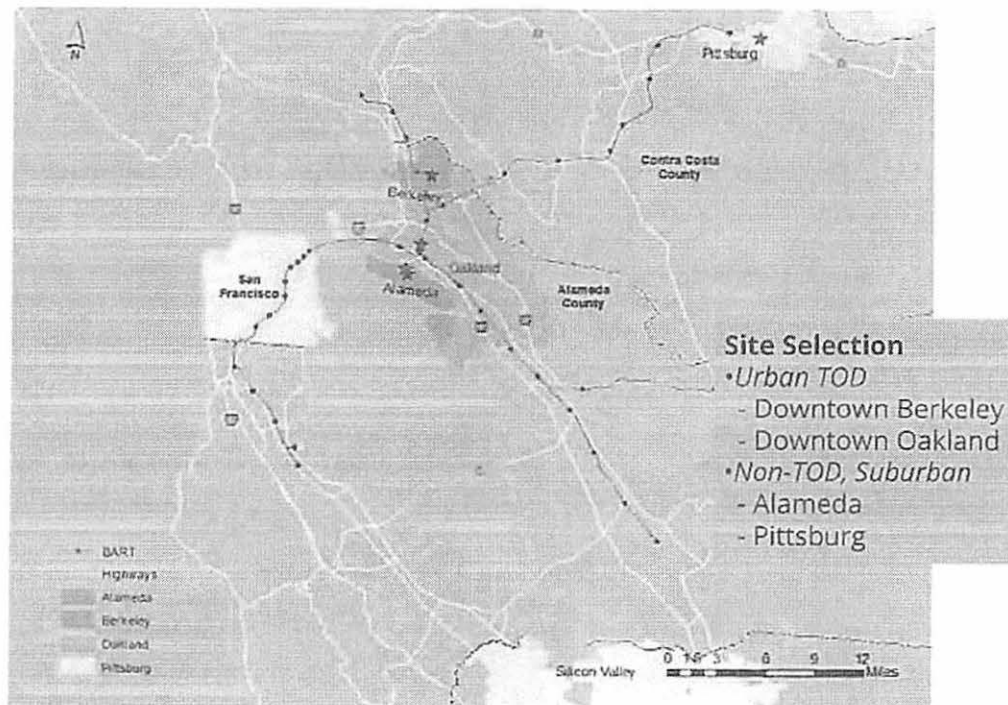 N
Pittsburg
Contra Costa
County
Berkeley
San
Francisco
Oakland
Alameda
Alameda
County
Site Selection
•Urban TOD
- Downtown Berkeley
- Downtown Oakland
•Non-TOD, Suburban
- Alameda
- Pittsburg
BART
Highways
Alameda
Berkeley
Oakland
Pittsburg
Silicon Valley
0 1.5 3 6 9 12
Miles